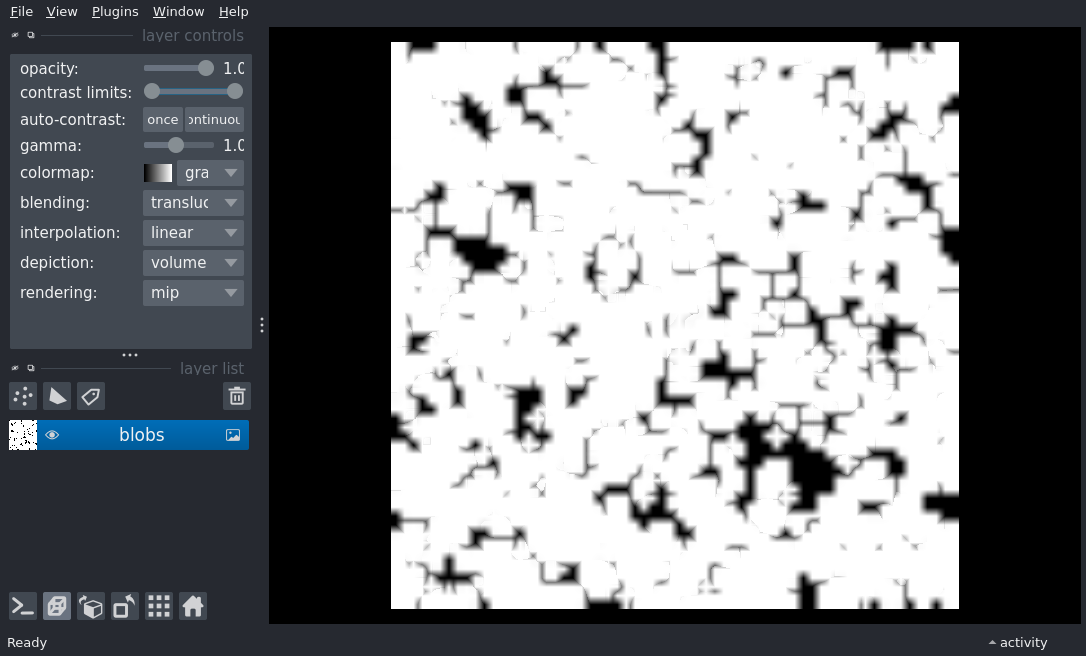 File View Plugins Window Help
layer controls
opacity: 1.0
contrast limits:
auto-contrast: once ontinuou
gamma: 1.0
colormap: gra
blending: transluc
interpolation: linear
depiction: volume
rendering: mip
layer list
blobs
Ready
activity